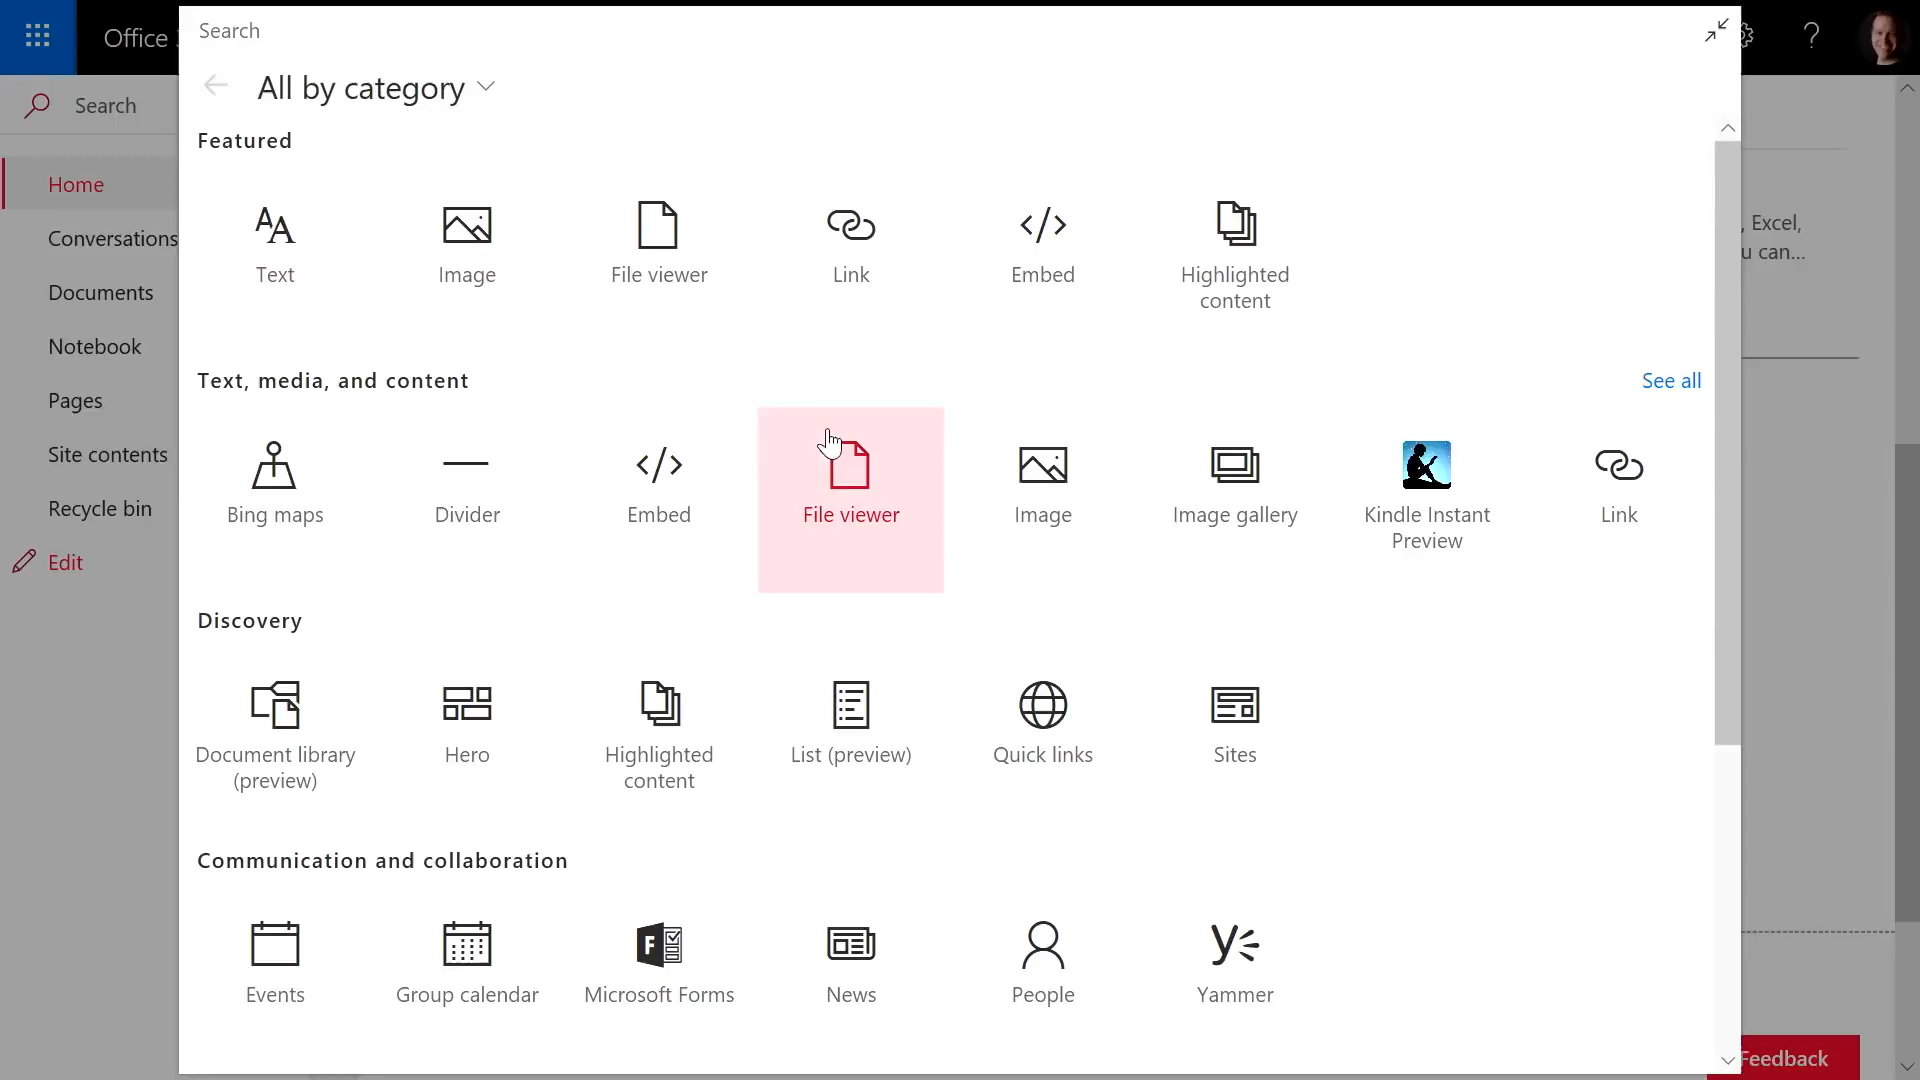 Office
Search
All by category
Search
Featured
Home
Text
Image
File viewer
Link
Embed
Highlighted
content
, Excel,
u can...
Conversations
Documents
Notebook
Pages
Site contents
Recycle bin
Edit
Text, media, and content
See all
Bing maps
Divider
Embed
File viewer
Image
Image gallery
Kindle Instant
Preview
Link
Discovery
Document library
(preview)
Hero
Highlighted
content
List (preview)
Quick links
Sites
Communication and collaboration
Events
Group calendar
Microsoft Forms
News
People
Yammer
Feedback